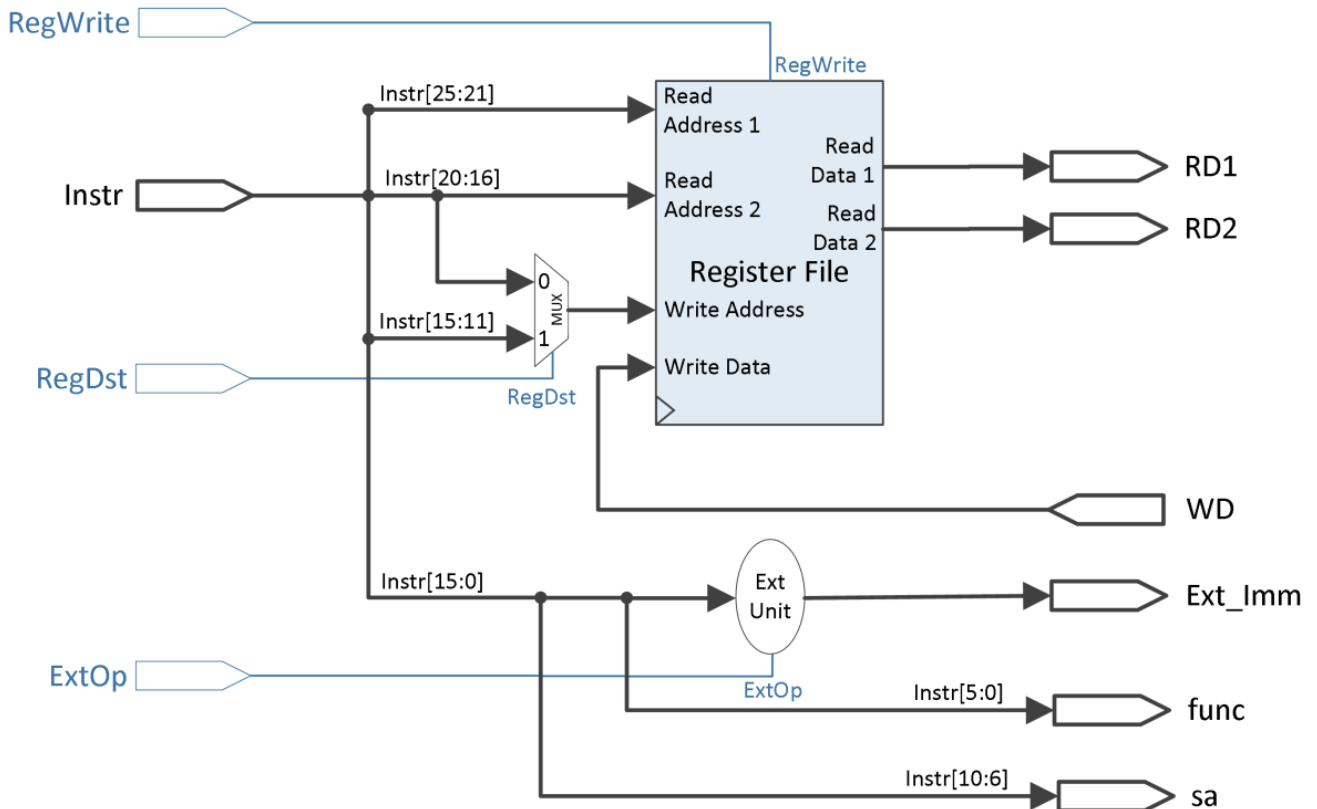 RegWrite
RegWrite
Instr[25:21]
Read
Address 1
Read
Data 1
RD1
Instr
Instr[20:16]
Read
Address 2
Read
Data 2
RD2
Register File
0
MUX
1
Instr[15:11]
Write Address
Write Data
RegDst
RegDst
WD
Instr[15:0]
Ext
Unit
Ext_Imm
ExtOp
ExtOp
Instr[5:0]
func
Instr[10:6]
sa